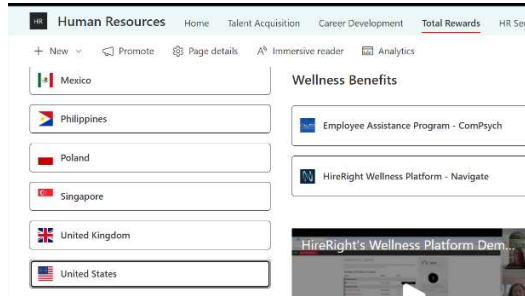 HR Human Resources Home Talent Acquisition Career Development Total Rewards HR Se
+ New Promote Page details Immersive reader Analytics
Mexico
Philippines
Poland
Singapore
United Kingdom
United States
Wellness Benefits
Employee Assistance Program - ComPsych
HireRight Wellness Platform - Navigate
HireRight's Wellness Platform Dem...